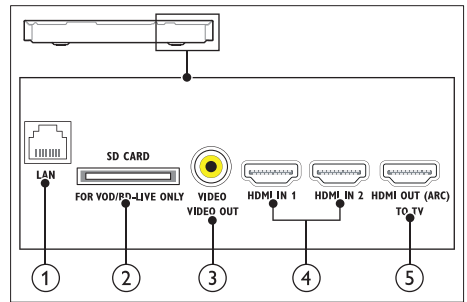 SD CARD
LAN
FOR VOD/BD-LIVE ONLY
VIDEO
VIDEO OUT
HDMI IN 1
HDMI IN 2
HDMI OUT (ARC)
TO TV
1
2
3
4
5